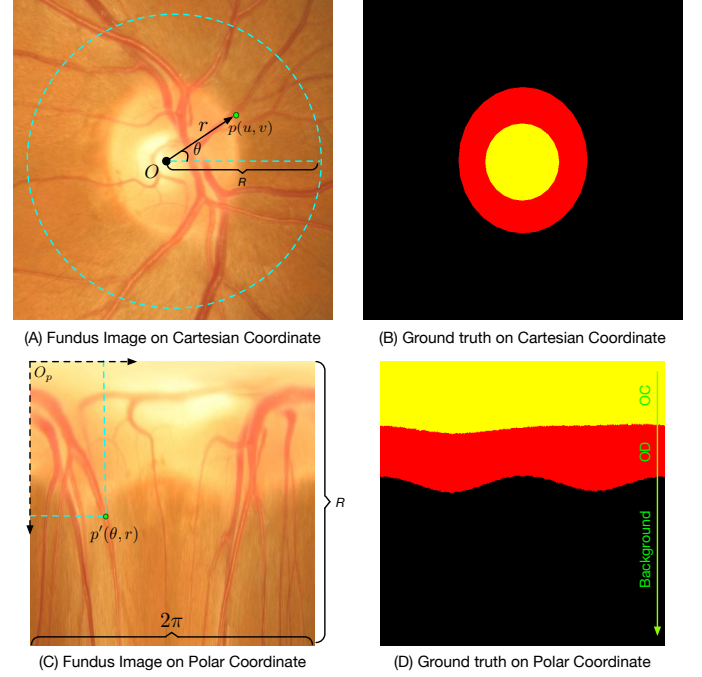 r
p(u, v)
θ
O
R
(A) Fundus Image on Cartesian Coordinate
(B) Ground truth on Cartesian Coordinate
Oₚ
p′(θ, r)
R
2π
OC
OD
Background
(C) Fundus Image on Polar Coordinate
(D) Ground truth on Polar Coordinate